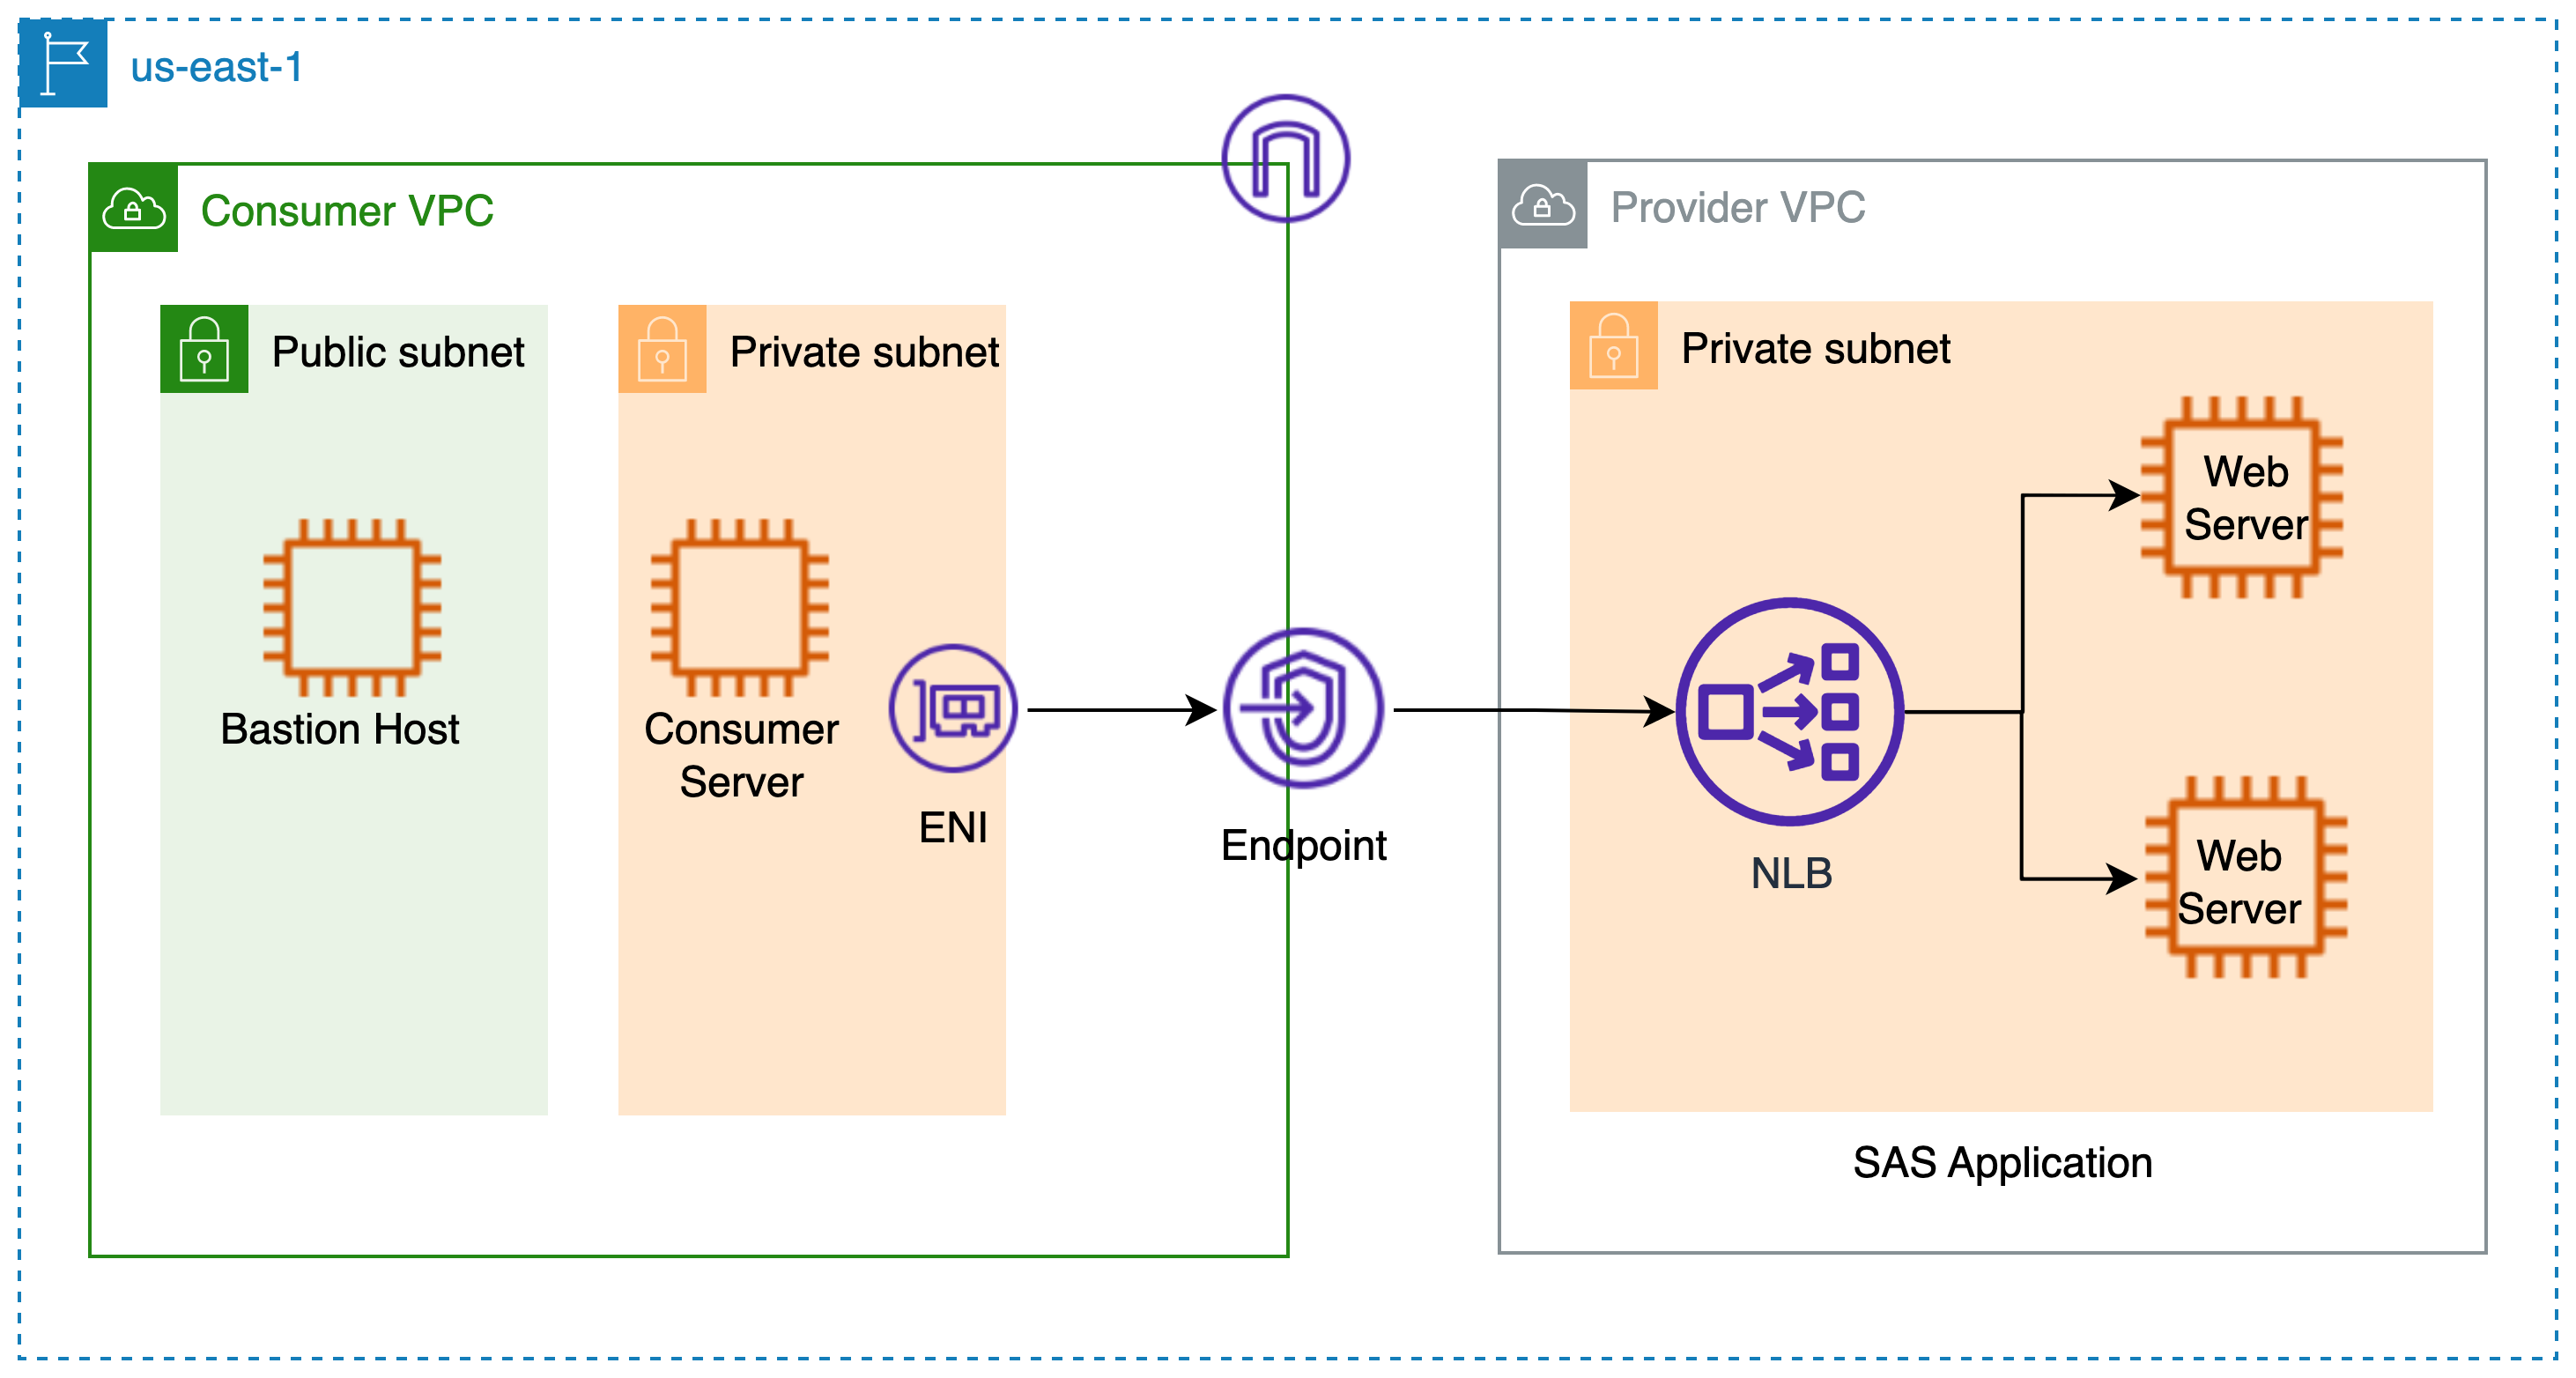 us-east-1
Consumer VPC
Provider VPC
Public subnet
Private subnet
Private subnet
Web
Server
Bastion Host
Consumer
Server
ENI
Endpoint
NLB
Web
Server
SAS Application